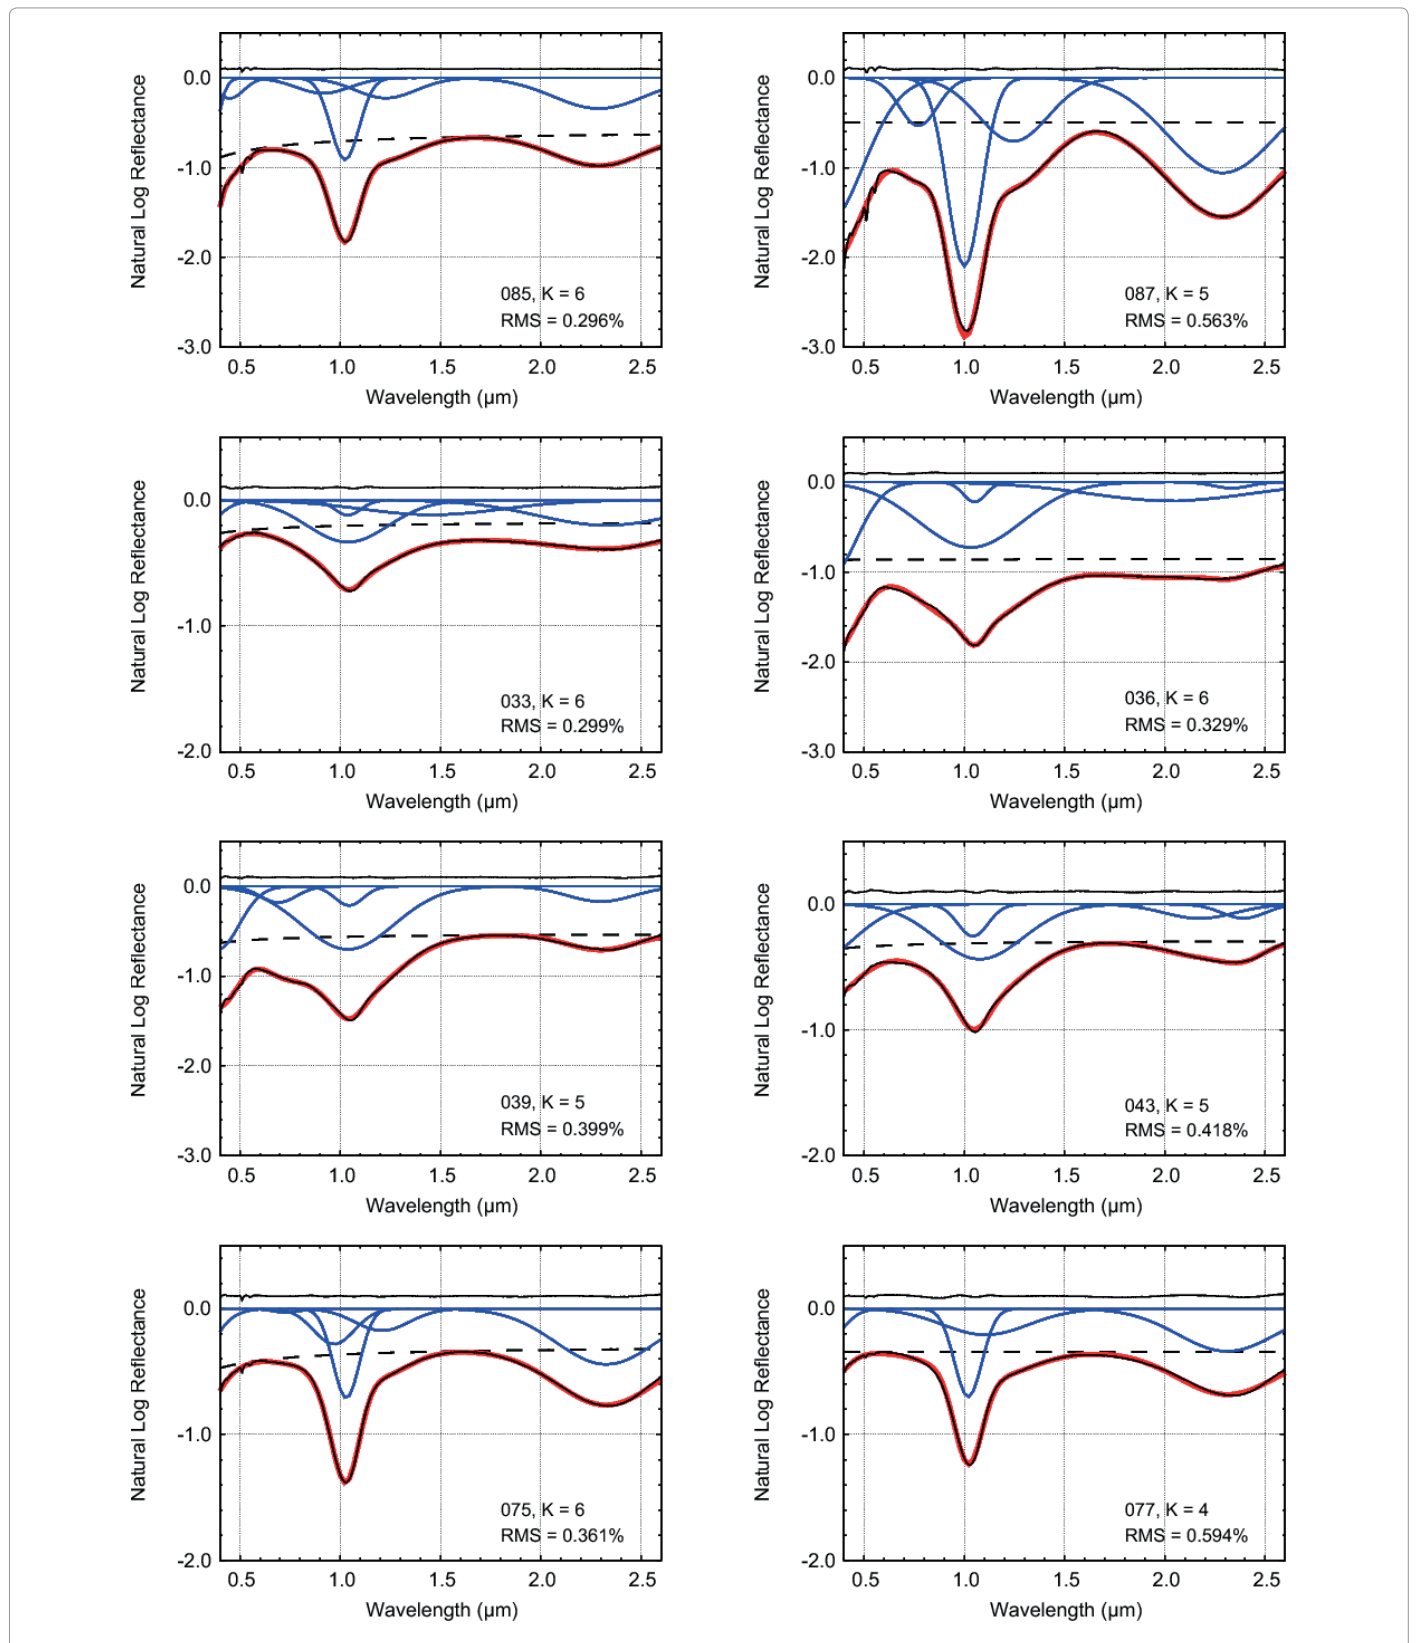 Natural Log Reflectance
0.0
-1.0
-2.0
-3.0
085, K = 6
RMS = 0.296%
0.5 1.0 1.5 2.0 2.5
Wavelength (µm)
Natural Log Reflectance
0.0
-1.0
-2.0
-3.0
087, K = 5
RMS = 0.563%
0.5 1.0 1.5 2.0 2.5
Wavelength (µm)
Natural Log Reflectance
0.0
-1.0
-2.0
033, K = 6
RMS = 0.299%
0.5 1.0 1.5 2.0 2.5
Wavelength (µm)
Natural Log Reflectance
0.0
-1.0
-2.0
-3.0
036, K = 6
RMS = 0.329%
0.5 1.0 1.5 2.0 2.5
Wavelength (µm)
Natural Log Reflectance
0.0
-1.0
-2.0
-3.0
039, K = 5
RMS = 0.399%
0.5 1.0 1.5 2.0 2.5
Wavelength (µm)
Natural Log Reflectance
0.0
-1.0
-2.0
043, K = 5
RMS = 0.418%
0.5 1.0 1.5 2.0 2.5
Wavelength (µm)
Natural Log Reflectance
0.0
-1.0
-2.0
075, K = 6
RMS = 0.361%
0.5 1.0 1.5 2.0 2.5
Wavelength (µm)
Natural Log Reflectance
0.0
-1.0
-2.0
077, K = 4
RMS = 0.594%
0.5 1.0 1.5 2.0 2.5
Wavelength (µm)